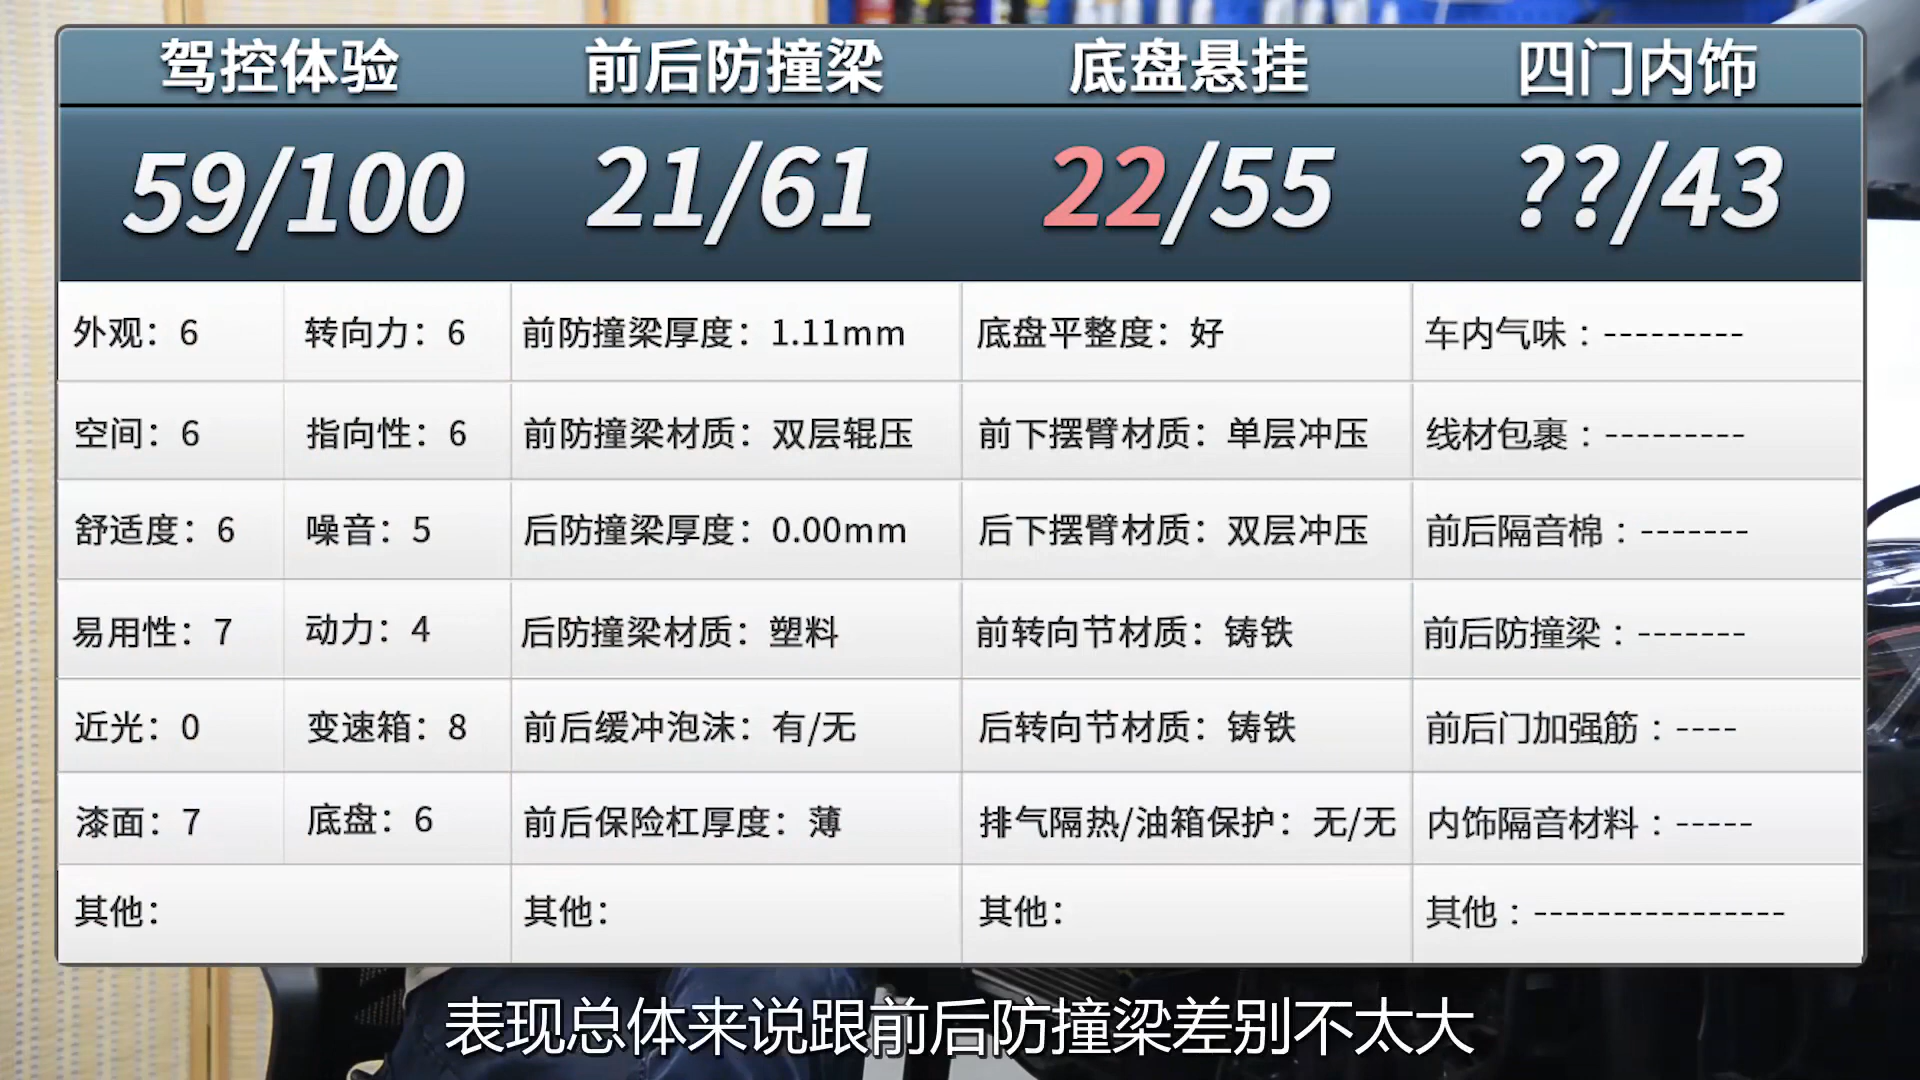 驾控体验 前后防撞梁 底盘悬挂 四门内饰
59/100 21/61 22/55 ??/43
外观：6 转向力：6 前防撞梁厚度：1.11mm 底盘平整度：好 车内气味：---------
空间：6 指向性：6 前防撞梁材质：双层辊压 前下摆臂材质：单层冲压 线材包裹：---------
舒适度：6 噪音：5 后防撞梁厚度：0.00mm 后下摆臂材质：双层冲压 前后隔音棉：-------
易用性：7 动力：4 后防撞梁材质：塑料 前转向节材质：铸铁 前后防撞梁：-------
近光：0 变速箱：8 前后缓冲泡沫：有/无 后转向节材质：铸铁 前后门加强筋：----
漆面：7 底盘：6 前后保险杠厚度：薄 排气隔热/油箱保护：无/无 内饰隔音材料：-----
其他： 其他： 其他： 其他：----------------
表现总体来说跟前后防撞梁差别不太大